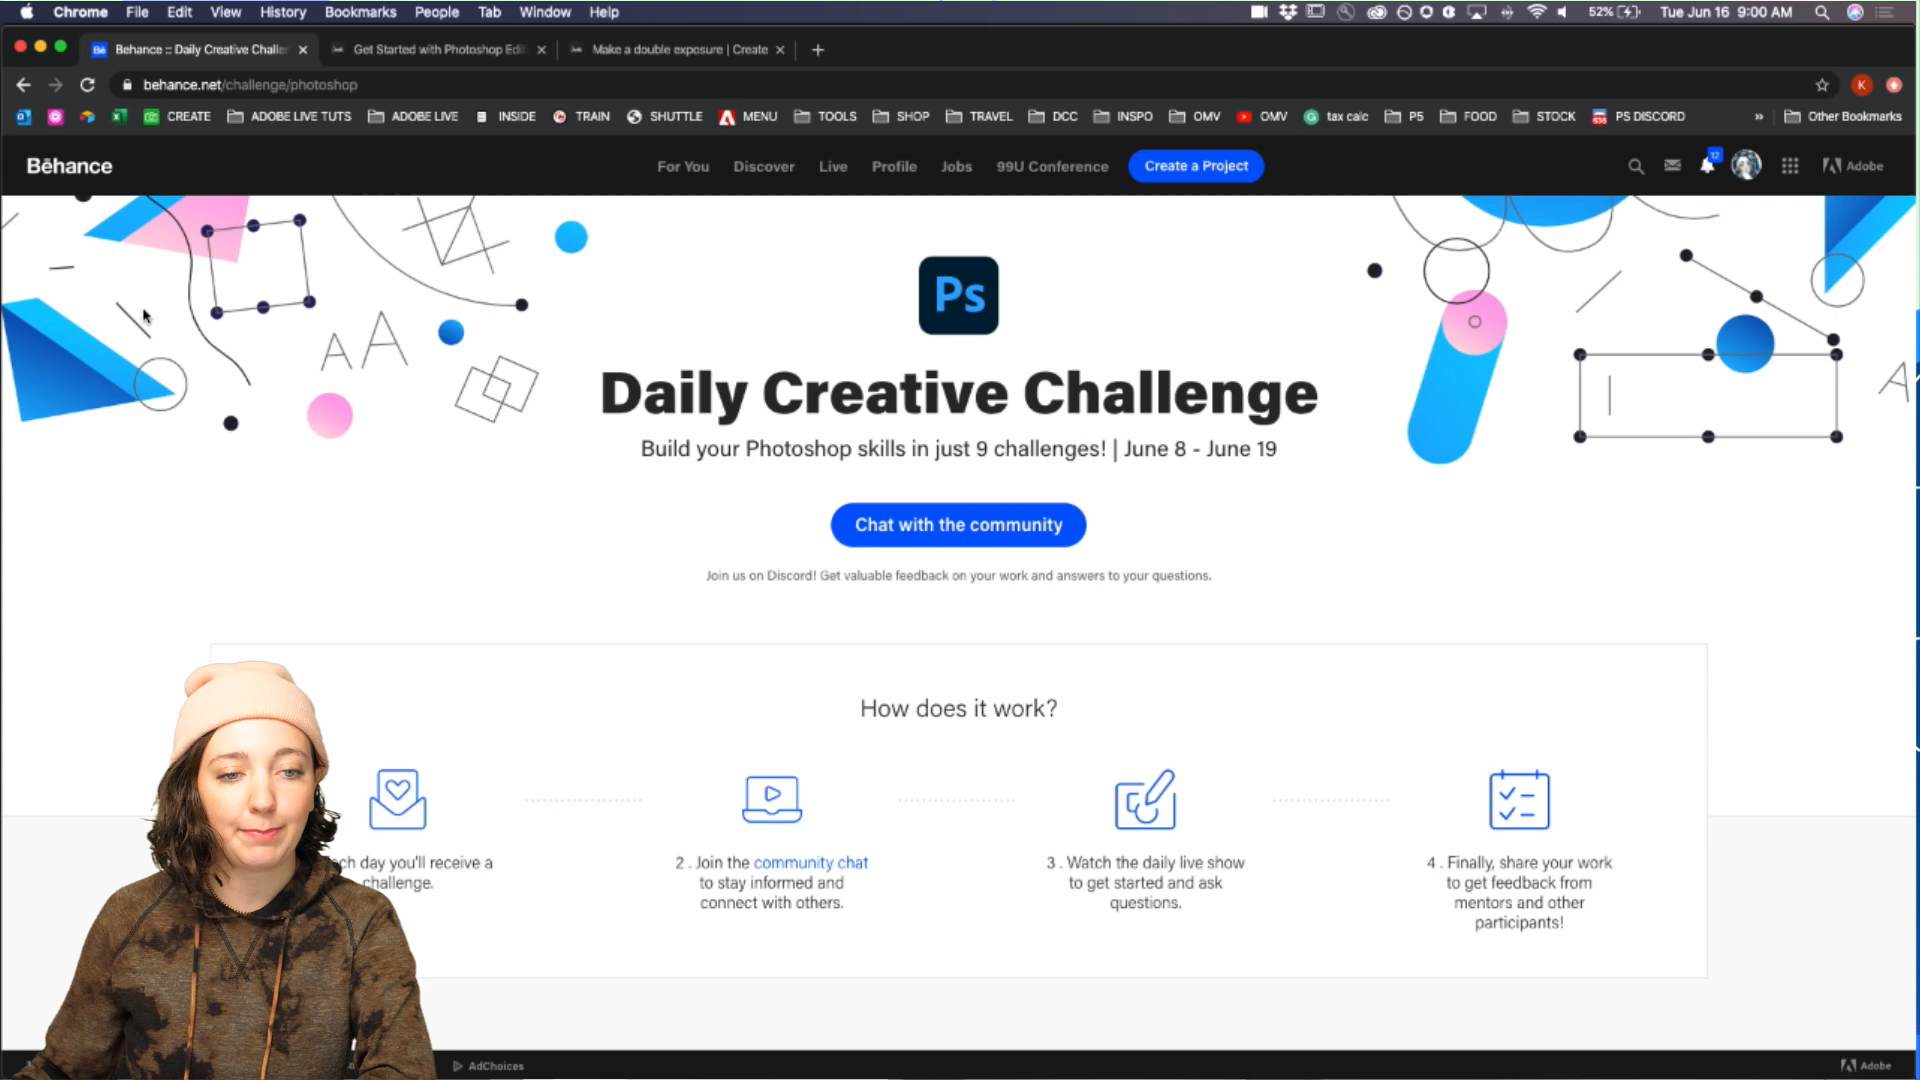 Chrome File Edit View History Bookmarks People Tab Window Help 52% Tue Jun 16 9:00 AM
Bē Behance :: Daily Creative Challe Get Started with Photoshop Edi Make a double exposure | Create
behance.net/challenge/photoshop K
CREATE ADOBE LIVE TUTS ADOBE LIVE INSIDE TRAIN SHUTTLE MENU TOOLS SHOP TRAVEL DCC INSPO OMV OMV tax calc P5 FOOD STOCK PS DISCORD » Other Bookmarks
Bēhance For You Discover Live Profile Jobs 99U Conference Create a Project 12 Adobe
Ps
A A
A
Daily Creative Challenge
Build your Photoshop skills in just 9 challenges! | June 8 - June 19
Chat with the community
Join us on Discord! Get valuable feedback on your work and answers to your questions.
How does it work?
day you'll receive a
challenge.
2 . Join the community chat
to stay informed and
connect with others.
3 . Watch the daily live show
to get started and ask
questions.
4 . Finally, share your work
to get feedback from
mentors and other
participants!
AdChoices Adobe